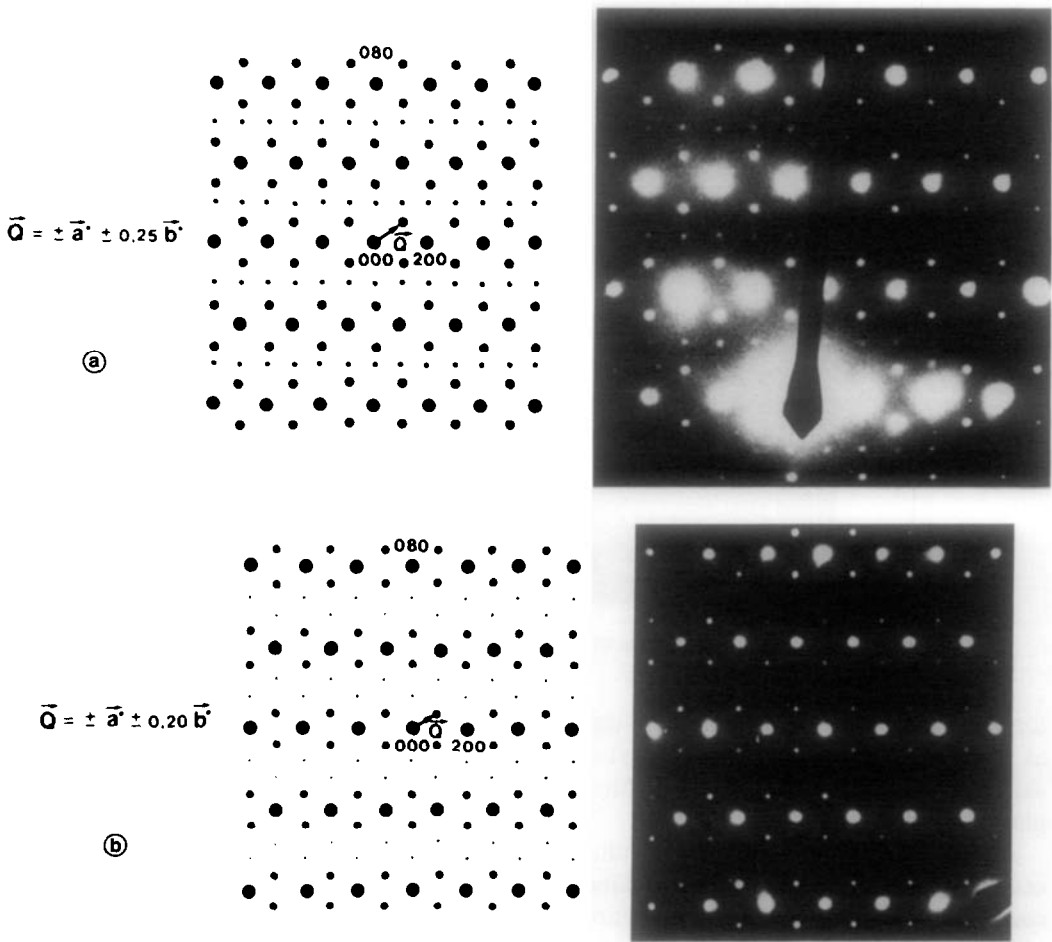 080
Q⃗ = ± a⃗* ± 0.25 b⃗*
Q⃗
000 200
a
080
Q⃗ = ± a⃗* ± 0.20 b⃗*
Q⃗
000 200
b